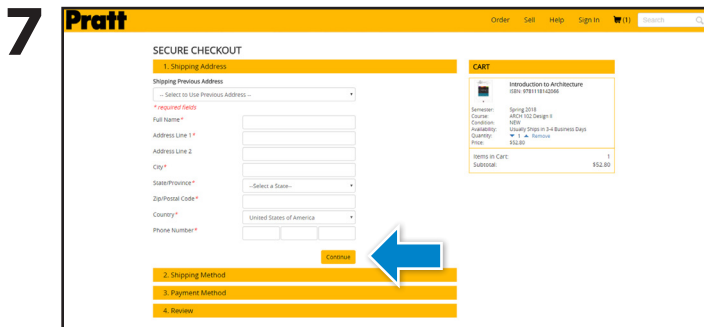 7
Pratt
Order Sell Help Sign In (1) Search
SECURE CHECKOUT
1. Shipping Address
Shipping Previous Address
-- Select to Use Previous Address --
* required fields
Full Name *
Address Line 1 *
Address Line 2
City *
State/Province *
--Select a State--
Zip/Postal Code *
Country *
United States of America
Phone Number *
Continue
2. Shipping Method
3. Payment Method
4. Review
CART
Introduction to Architecture
ISBN: 9781118142066
Semester: Spring 2018
Course: ARCH 102 Design II
Condition: NEW
Availability: Usually Ships in 3-4 Business Days
Quantity: 1 Remove
Price: $52.80
Items in Cart: 1
Subtotal: $52.80